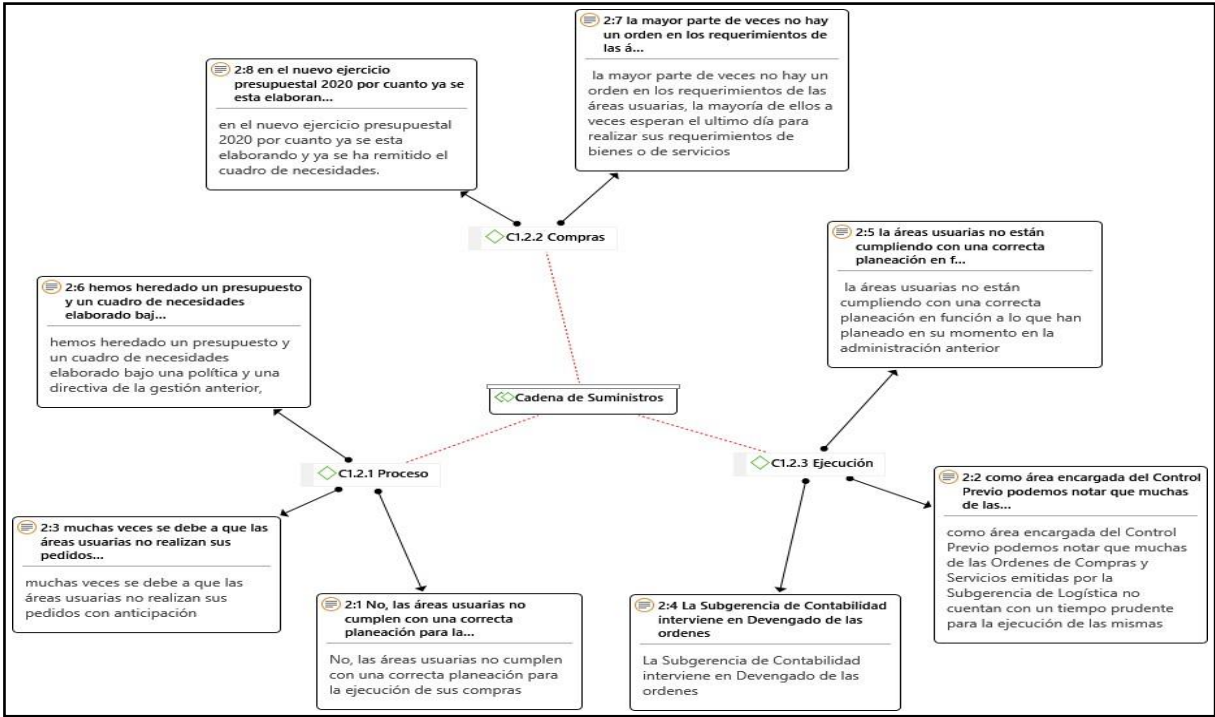 2:7 la mayor parte de veces no hay
un orden en los requerimientos de
las á...
la mayor parte de veces no hay un
orden en los requerimientos de las
áreas usuarias, la mayoría de ellos a
veces esperan el ultimo día para
realizar sus requerimientos de
bienes o de servicios
2:8 en el nuevo ejercicio
presupuestal 2020 por cuanto ya se
esta elaboran...
en el nuevo ejercicio presupuestal
2020 por cuanto ya se esta
elaborando y ya se ha remitido el
cuadro de necesidades.
C1.2.2 Compras
2:5 la áreas usuarias no están
cumpliendo con una correcta
planeación en f...
la áreas usuarias no están
cumpliendo con una correcta
planeación en función a lo que han
planeado en su momento en la
administración anterior
2:6 hemos heredado un presupuesto
y un cuadro de necesidades
elaborado baj...
hemos heredado un presupuesto y
un cuadro de necesidades
elaborado bajo una política y una
directiva de la gestión anterior,
Cadena de Suministros
C1.2.1 Proceso
C1.2.3 Ejecución
2:2 como área encargada del Control
Previo podemos notar que muchas
de las...
como área encargada del Control
Previo podemos notar que muchas
de las Ordenes de Compras y
Servicios emitidas por la
Subgerencia de Logística no
cuentan con un tiempo prudente
para la ejecución de las mismas
2:3 muchas veces se debe a que las
áreas usuarias no realizan sus
pedidos...
muchas veces se debe a que las
áreas usuarias no realizan sus
pedidos con anticipación
2:1 No, las áreas usuarias no
cumplen con una correcta
planeación para la...
No, las áreas usuarias no cumplen
con una correcta planeación para
la ejecución de sus compras
2:4 La Subgerencia de Contabilidad
interviene en Devengado de las
ordenes
La Subgerencia de Contabilidad
interviene en Devengado de las
ordenes